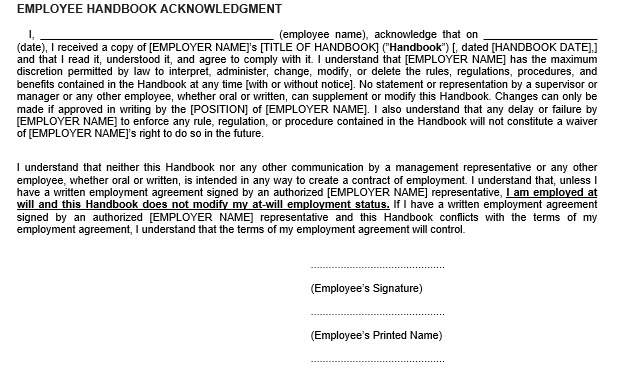 EMPLOYEE HANDBOOK ACKNOWLEDGMENT
I, ________________________________________ (employee name), acknowledge that on ____________________
(date), I received a copy of [EMPLOYER NAME]'s [TITLE OF HANDBOOK] ("Handbook") [, dated [HANDBOOK DATE],]
and that I read it, understood it, and agree to comply with it. I understand that [EMPLOYER NAME] has the maximum
discretion permitted by law to interpret, administer, change, modify, or delete the rules, regulations, procedures, and
benefits contained in the Handbook at any time [with or without notice]. No statement or representation by a supervisor or
manager or any other employee, whether oral or written, can supplement or modify this Handbook. Changes can only be
made if approved in writing by the [POSITION] of [EMPLOYER NAME]. I also understand that any delay or failure by
[EMPLOYER NAME] to enforce any rule, regulation, or procedure contained in the Handbook will not constitute a waiver
of [EMPLOYER NAME]'s right to do so in the future.
I understand that neither this Handbook nor any other communication by a management representative or any other
employee, whether oral or written, is intended in any way to create a contract of employment. I understand that, unless I
have a written employment agreement signed by an authorized [EMPLOYER NAME] representative, I am employed at
will and this Handbook does not modify my at-will employment status. If I have a written employment agreement
signed by an authorized [EMPLOYER NAME] representative and this Handbook conflicts with the terms of my
employment agreement, I understand that the terms of my employment agreement will control.
.............................................
(Employee's Signature)
.............................................
(Employee's Printed Name)
.............................................